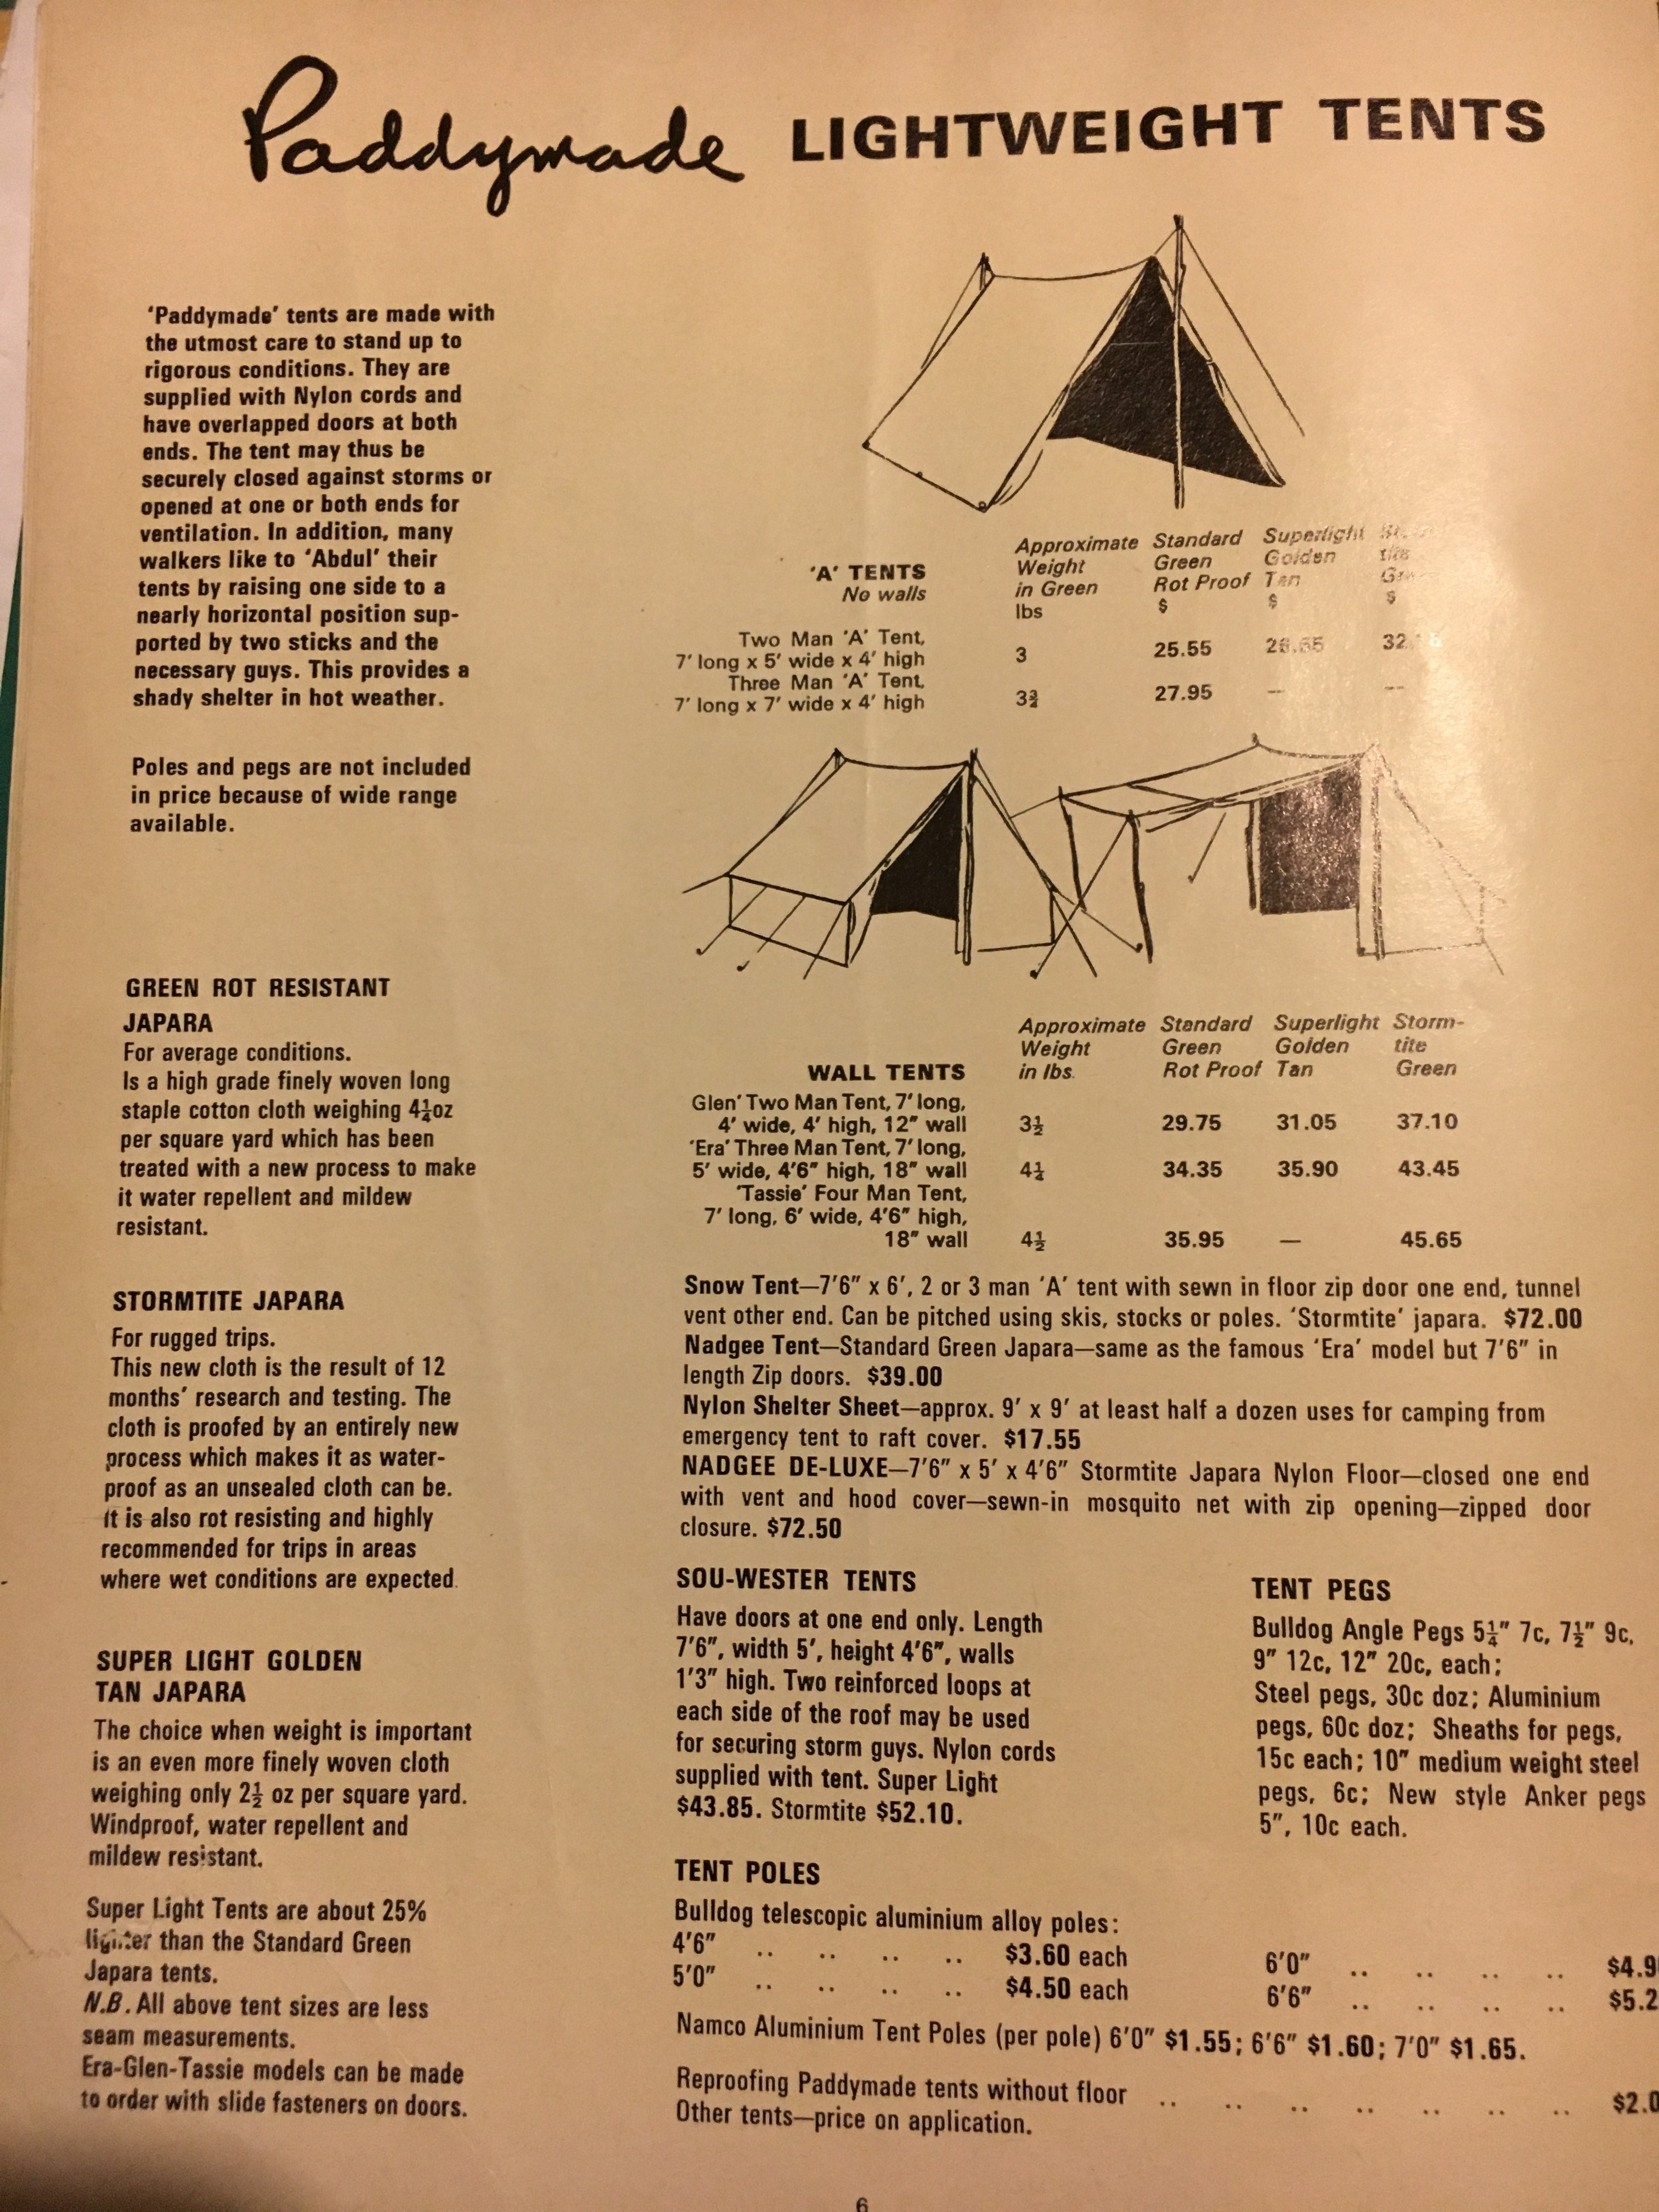 Paddymade LIGHTWEIGHT TENTS
‘Paddymade’ tents are made with
the utmost care to stand up to
rigorous conditions. They are
supplied with Nylon cords and
have overlapped doors at both
ends. The tent may thus be
securely closed against storms or
opened at one or both ends for
ventilation. In addition, many
walkers like to ‘Abdul’ their
tents by raising one side to a
nearly horizontal position sup-
ported by two sticks and the
necessary guys. This provides a
shady shelter in hot weather.
Poles and pegs are not included
in price because of wide range
available.
GREEN ROT RESISTANT
JAPARA
For average conditions.
Is a high grade finely woven long
staple cotton cloth weighing 4¼oz
per square yard which has been
treated with a new process to make
it water repellent and mildew
resistant.
STORMTITE JAPARA
For rugged trips.
This new cloth is the result of 12
months’ research and testing. The
cloth is proofed by an entirely new
process which makes it as water-
proof as an unsealed cloth can be.
It is also rot resisting and highly
recommended for trips in areas
where wet conditions are expected.
SUPER LIGHT GOLDEN
TAN JAPARA
The choice when weight is important
is an even more finely woven cloth
weighing only 2½ oz per square yard.
Windproof, water repellent and
mildew resistant.
Super Light Tents are about 25%
lighter than the Standard Green
Japara tents.
N.B. All above tent sizes are less
seam measurements.
Era-Glen-Tassie models can be made
to order with slide fasteners on doors.
Approximate Standard Superlight
‘A’ TENTS Weight Green Golden
No walls in Green Rot Proof Tan
lbs $ $ $
Two Man ‘A’ Tent,
7′ long x 5′ wide x 4′ high 3 25.55
Three Man ‘A’ Tent,
7′ long x 7′ wide x 4′ high 3¾ 27.95 — —
Approximate Standard Superlight Storm-
Weight Green Golden tite
WALL TENTS in lbs. Rot Proof Tan Green
Glen’ Two Man Tent, 7′ long,
4′ wide, 4′ high, 12″ wall 3½ 29.75 31.05 37.10
‘Era’ Three Man Tent, 7′ long,
5′ wide, 4′6″ high, 18″ wall 4¼ 34.35 35.90 43.45
‘Tassie’ Four Man Tent,
7′ long, 6′ wide, 4′6″ high,
18″ wall 4½ 35.95 — 45.65
Snow Tent—7′6″ x 6′, 2 or 3 man ‘A’ tent with sewn in floor zip door one end, tunnel
vent other end. Can be pitched using skis, stocks or poles. ‘Stormtite’ japara. $72.00
Nadgee Tent—Standard Green Japara—same as the famous ‘Era’ model but 7′6″ in
length Zip doors. $39.00
Nylon Shelter Sheet—approx. 9′ x 9′ at least half a dozen uses for camping from
emergency tent to raft cover. $17.55
NADGEE DE-LUXE—7′6″ x 5′ x 4′6″ Stormtite Japara Nylon Floor—closed one end
with vent and hood cover—sewn-in mosquito net with zip opening—zipped door
closure. $72.50
SOU-WESTER TENTS
Have doors at one end only. Length
7′6″, width 5′, height 4′6″, walls
1′3″ high. Two reinforced loops at
each side of the roof may be used
for securing storm guys. Nylon cords
supplied with tent. Super Light
$43.85. Stormtite $52.10.
TENT PEGS
Bulldog Angle Pegs 5¼″ 7c, 7½″ 9c,
9″ 12c, 12″ 20c, each;
Steel pegs, 30c doz; Aluminium
pegs, 60c doz; Sheaths for pegs,
15c each; 10″ medium weight steel
pegs, 6c; New style Anker pegs
5″, 10c each.
TENT POLES
Bulldog telescopic aluminium alloy poles:
4′6″ .. .. .. .. $3.60 each 6′0″ .. .. .. .. $4.9
5′0″ .. .. .. .. $4.50 each 6′6″ .. .. .. .. $5.2
Namco Aluminium Tent Poles (per pole) 6′0″ $1.55; 6′6″ $1.60; 7′0″ $1.65.
Reproofing Paddymade tents without floor .. .. .. .. .. .. .. $2.0
Other tents—price on application.
6